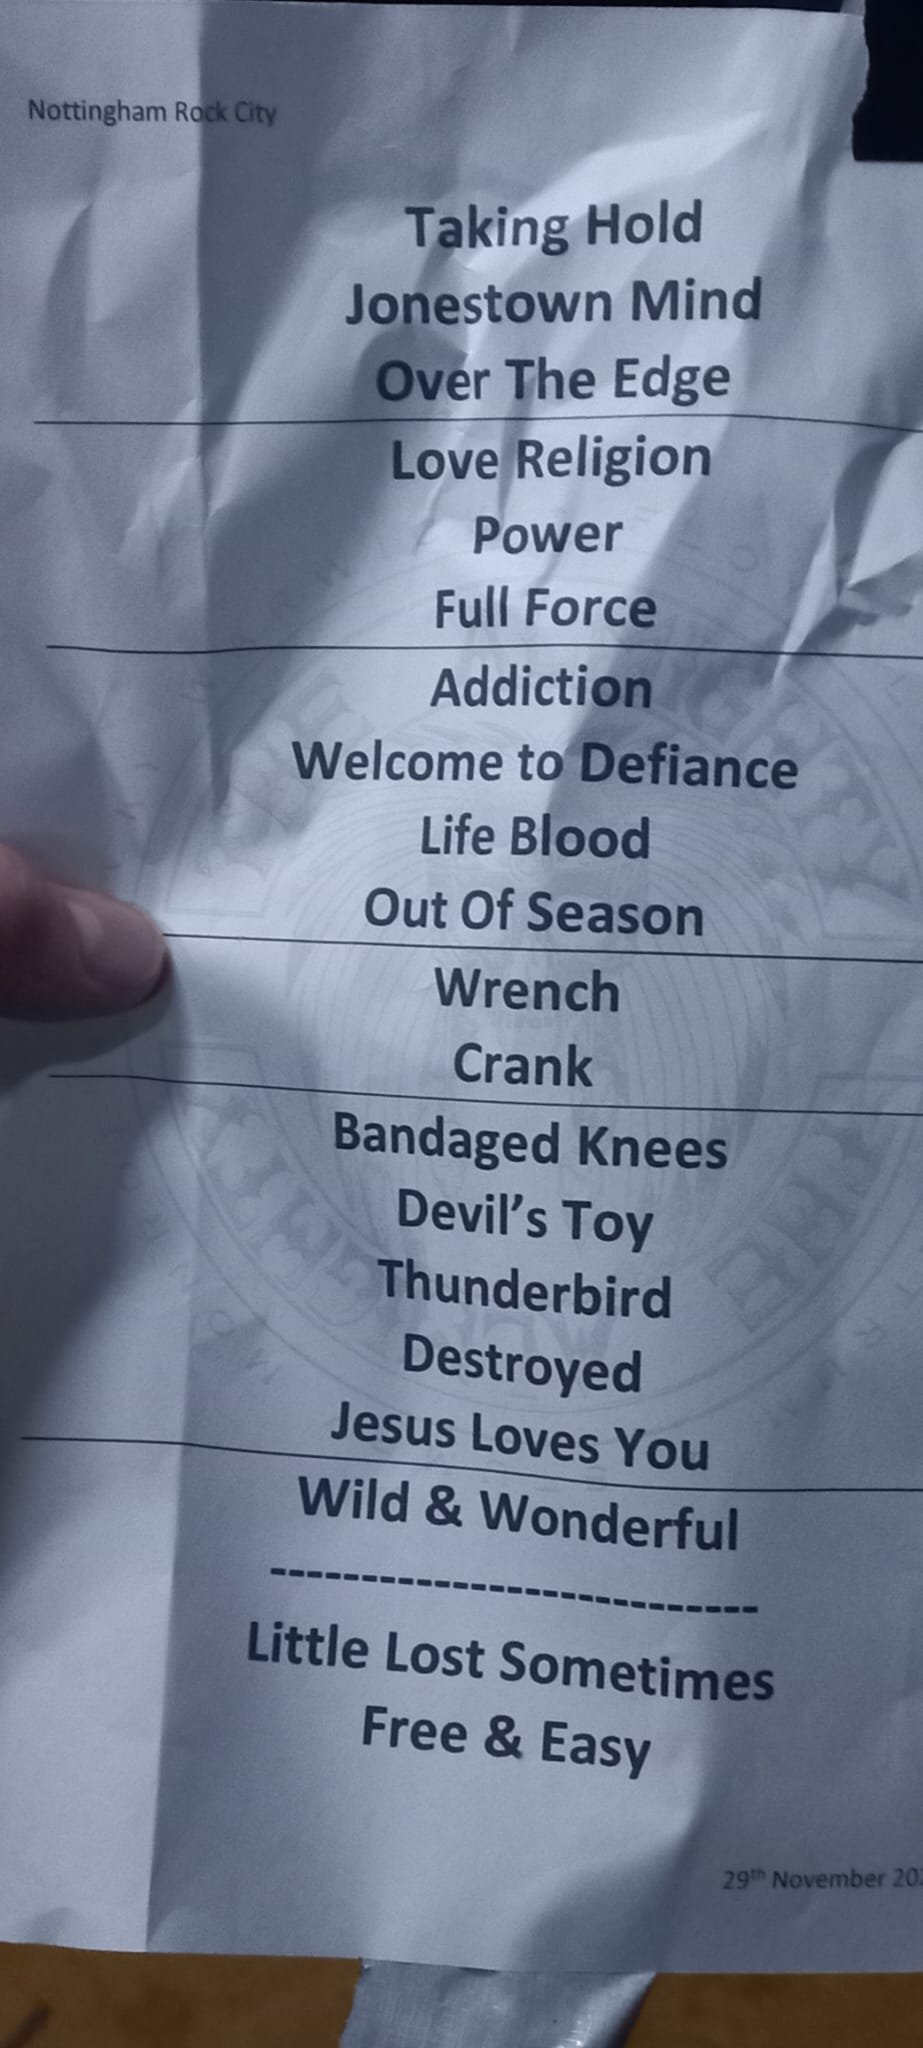 Nottingham Rock City
Taking Hold
Jonestown Mind
Over The Edge
Love Religion
Power
Full Force
Addiction
Welcome to Defiance
Life Blood
Out Of Season
Wrench
Crank
Bandaged Knees
Devil's Toy
Thunderbird
Destroyed
Jesus Loves You
Wild & Wonderful
---------------------------
Little Lost Sometimes
Free & Easy
29th November 20